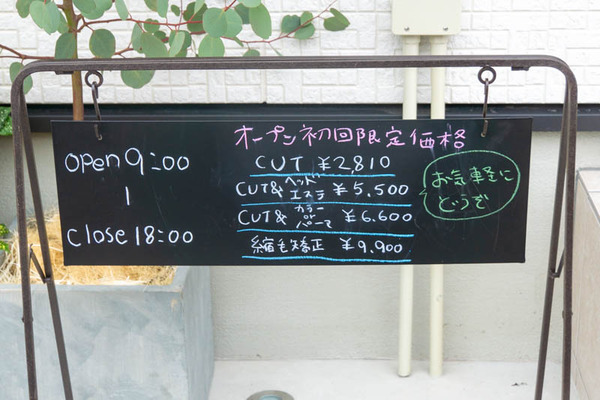 open 9:00
|
close 18:00
オープン初回限定価格
CUT ¥2,810
CUT& ヘッドエステ ¥5,500
CUT& カラー or パーマ ¥6,600
縮毛矯正 ¥9,900
お気軽に
どうぞ